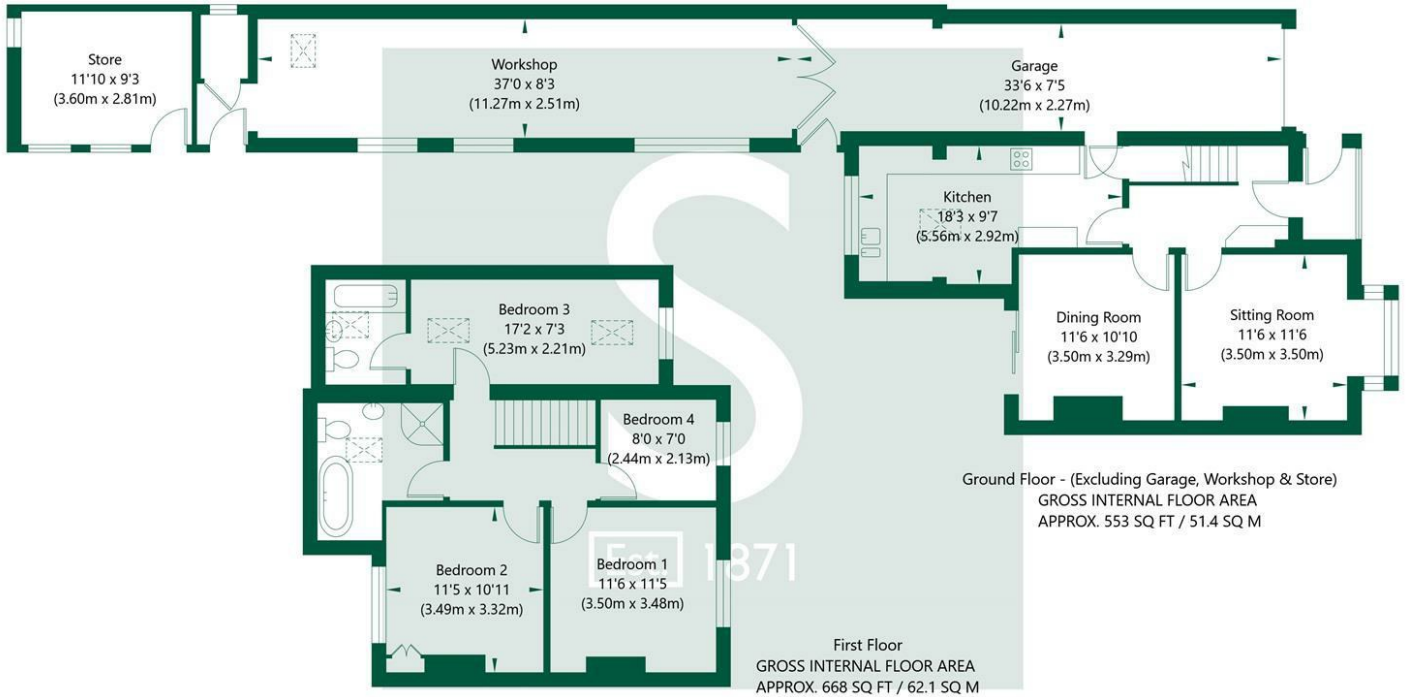 Store
11'10 x 9'3
(3.60m x 2.81m)
Workshop
37'0 x 8'3
(11.27m x 2.51m)
Garage
33'6 x 7'5
(10.22m x 2.27m)
Kitchen
18'3 x 9'7
(5.56m x 2.92m)
Dining Room
11'6 x 10'10
(3.50m x 3.29m)
Sitting Room
11'6 x 11'6
(3.50m x 3.50m)
Bedroom 3
17'2 x 7'3
(5.23m x 2.21m)
Bedroom 4
8'0 x 7'0
(2.44m x 2.13m)
Bedroom 2
11'5 x 10'11
(3.49m x 3.32m)
Bedroom 1
11'6 x 11'5
(3.50m x 3.48m)
S
Est. 1871
Ground Floor - (Excluding Garage, Workshop & Store)
GROSS INTERNAL FLOOR AREA
APPROX. 553 SQ FT / 51.4 SQ M
First Floor
GROSS INTERNAL FLOOR AREA
APPROX. 668 SQ FT / 62.1 SQ M